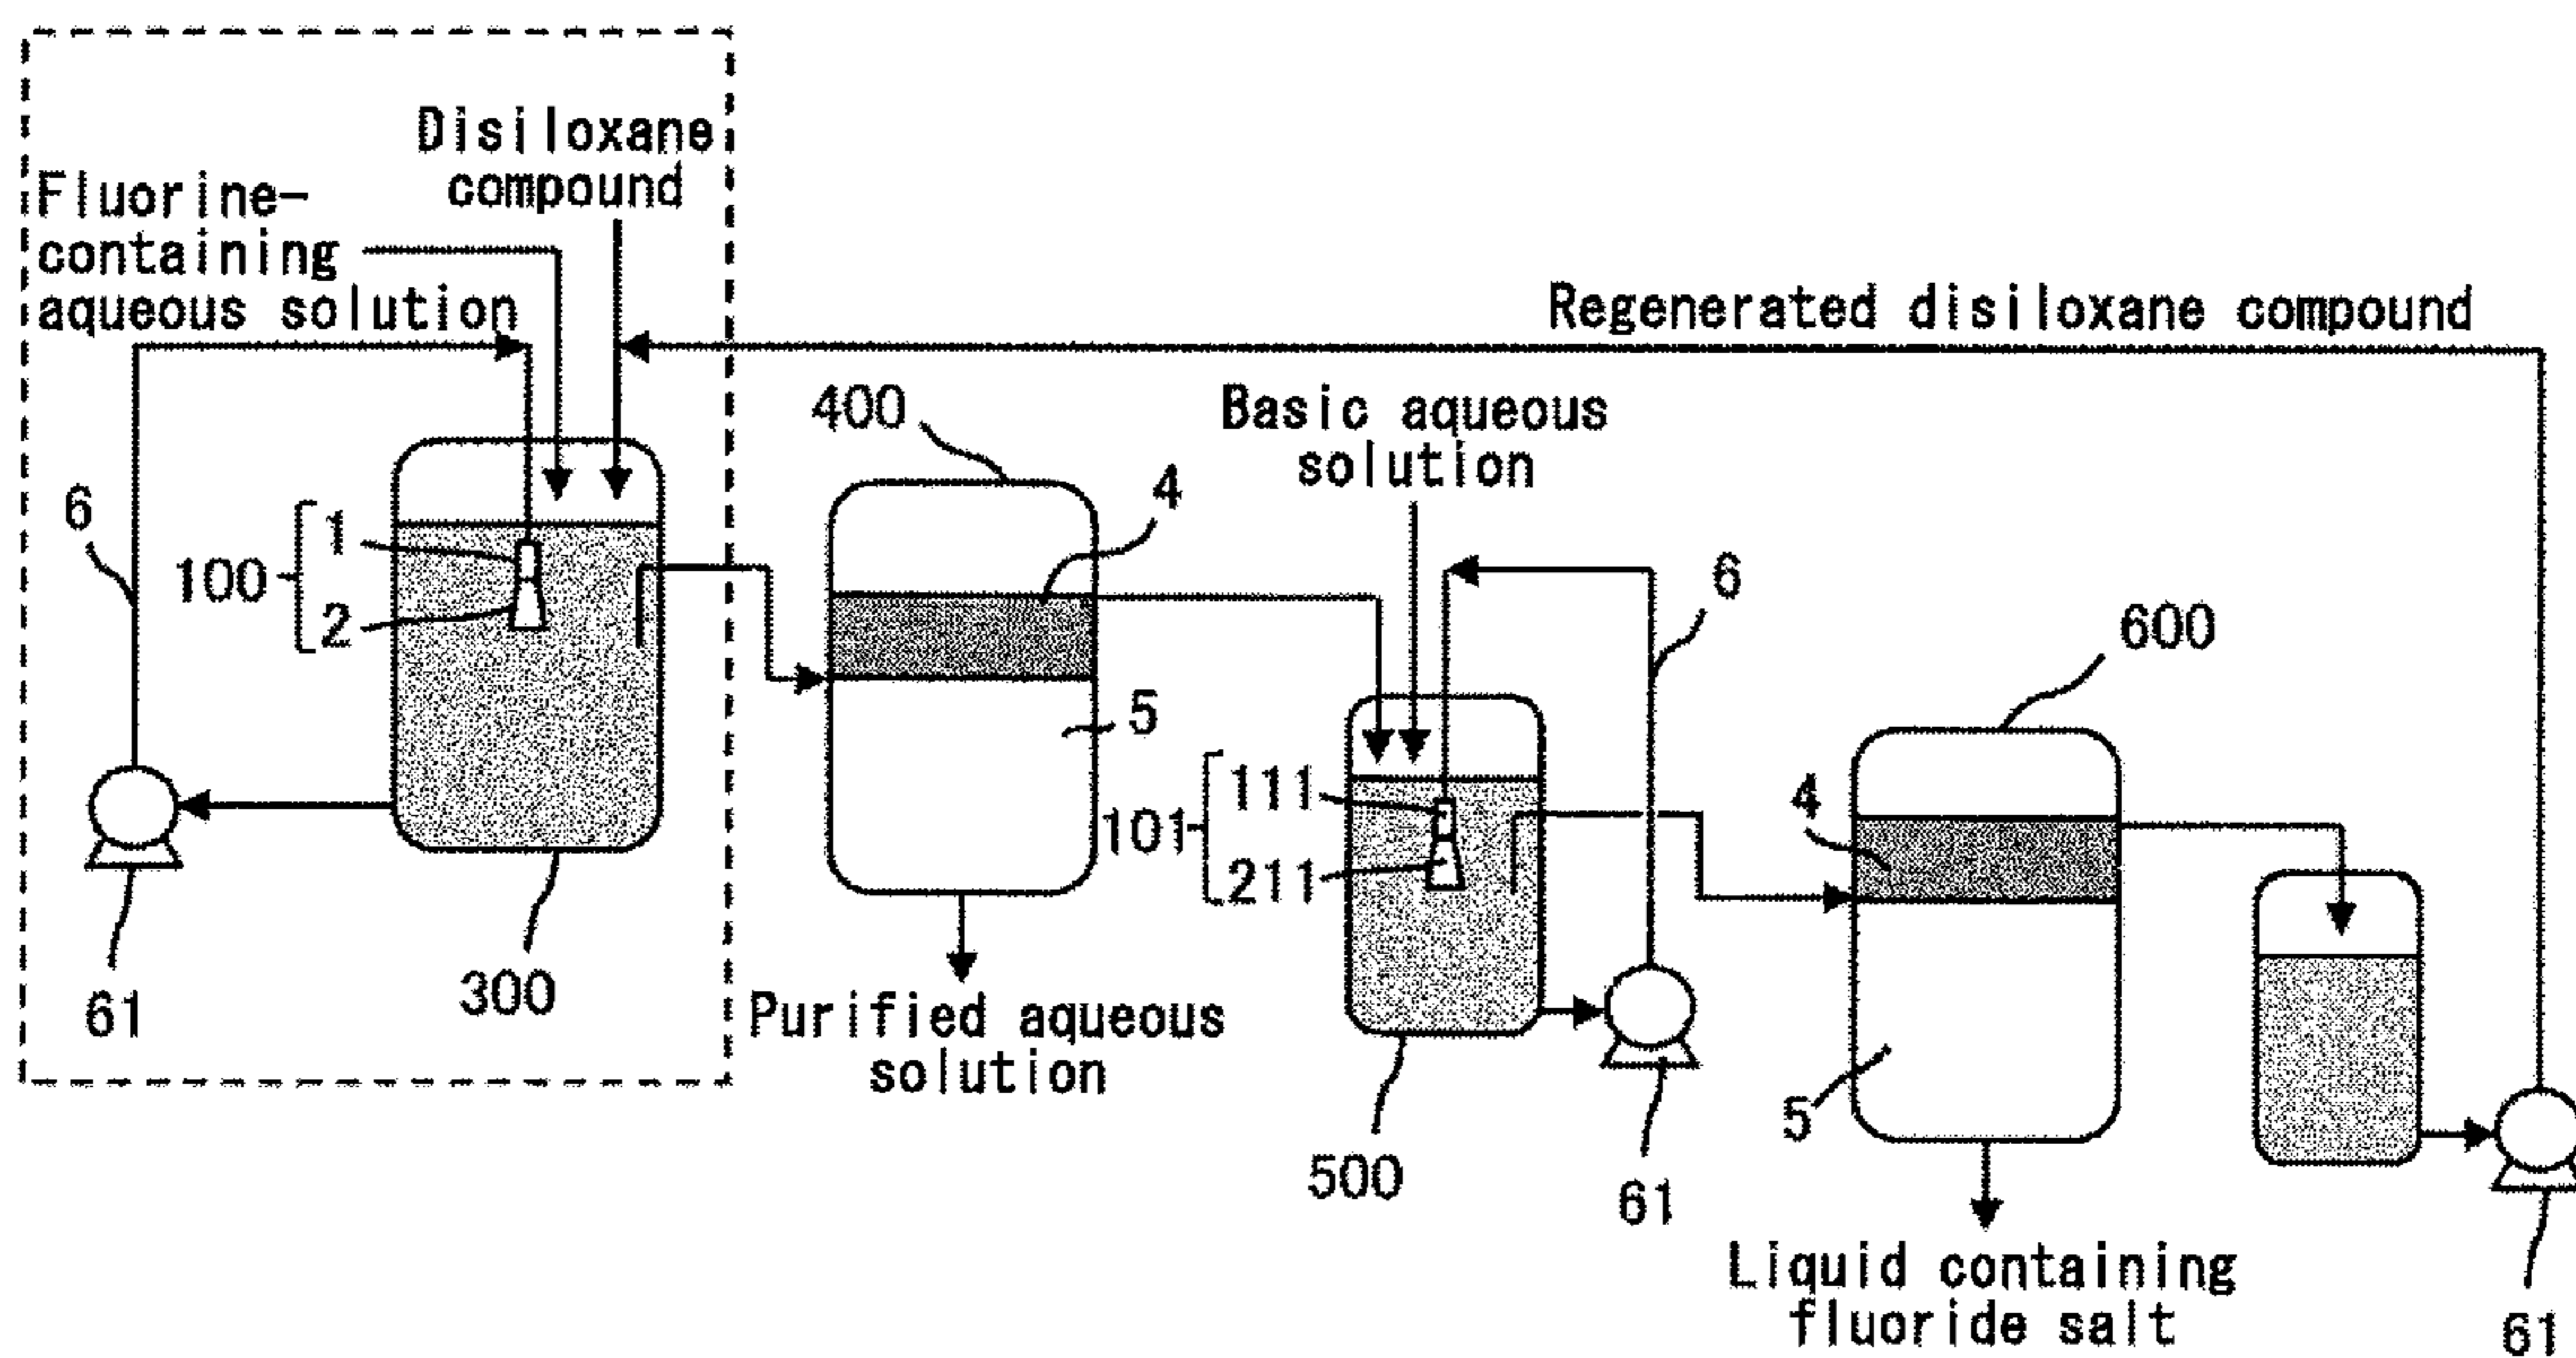 Disiloxane
compound
Fluorine-
containing
aqueous solution
Regenerated disiloxane compound
400
Basic aqueous
solution
4
6
1
100
2
6
600
5
111
101
211
4
300
61
Purified aqueous
solution
500
61
5
Liquid containing
fluoride salt
61